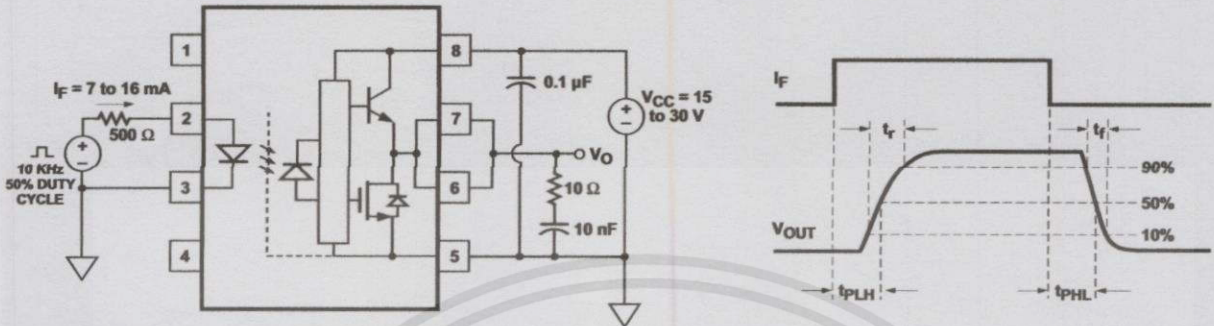 1
2
3
4
8
7
6
5
I_F = 7 to 16 mA
500 Ω
10 KHz
50% DUTY
CYCLE
0.1 µF
V_CC = 15
to 30 V
V_O
10 Ω
10 nF
I_F
t_r
t_f
90%
50%
10%
V_OUT
t_PLH
t_PHL